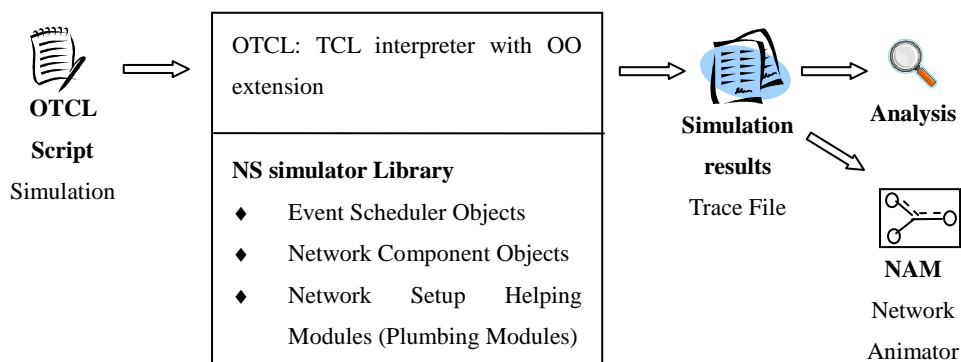 OTCL
Script
Simulation
OTCL: TCL interpreter with OO
extension
NS simulator Library
♦ Event Scheduler Objects
♦ Network Component Objects
♦ Network Setup Helping
Modules (Plumbing Modules)
Simulation
results
Trace File
Analysis
NAM
Network
Animator